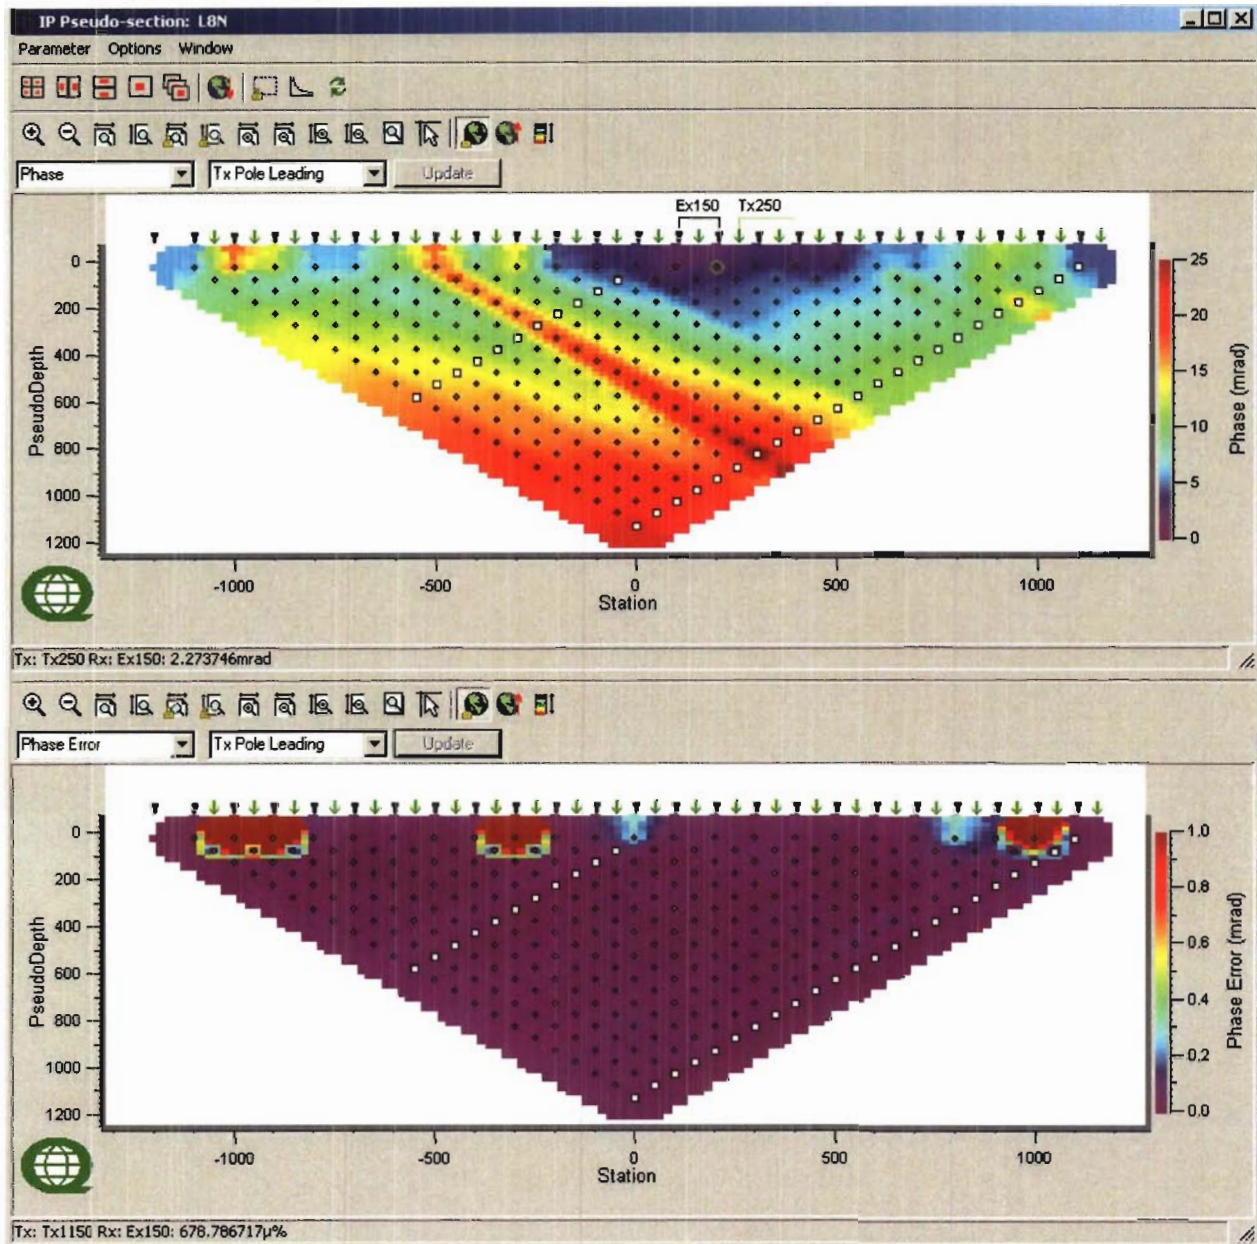 IP Pseudo-section: L8N
Parameter Options Window
Phase Tx Pole Leading Update
Ex150 Tx250
0
200
400
600
800
1000
1200
PseudoDepth
-1000 -500 0 500 1000
Station
25
20
15
10
5
0
Phase (mrad)
Tx: Tx250 Rx: Ex150: 2.273746mrad
Phase Error Tx Pole Leading Update
0
200
400
600
800
1000
1200
PseudoDepth
-1000 -500 0 500 1000
Station
1.0
0.8
0.6
0.4
0.2
0.0
Phase Error (mrad)
Tx: Tx1150 Rx: Ex150: 678.786717µ%